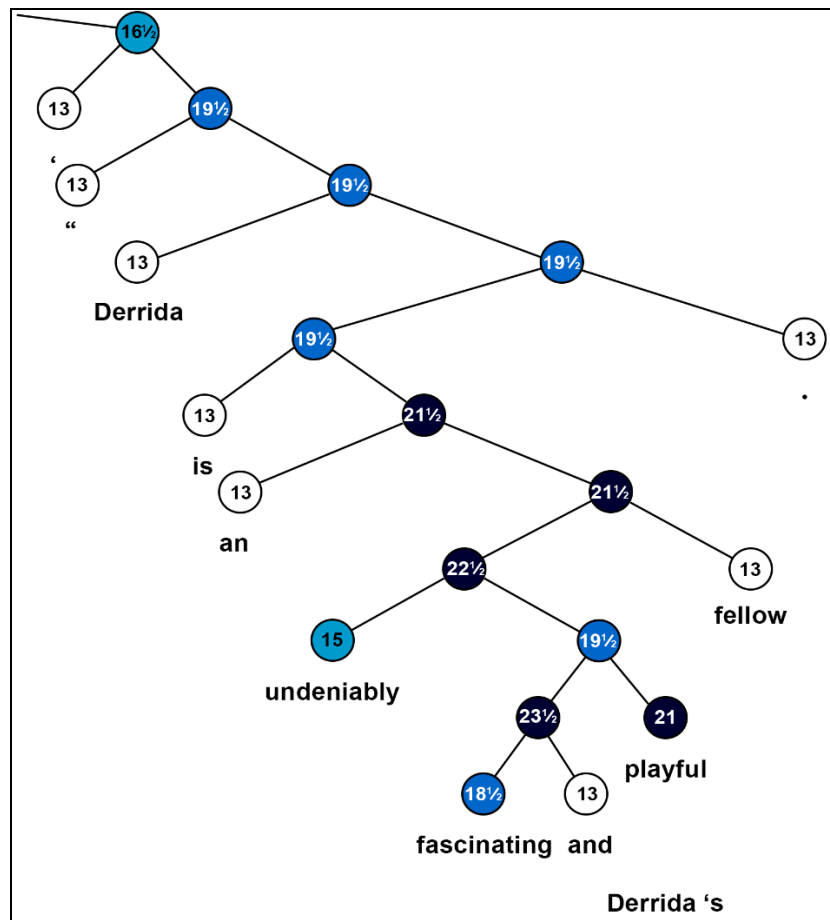 16½
13 19½
‘
13 19½
“
13 19½
Derrida
19½ 13
.
13 21½
is
13 21½
an
22½ 13
fellow
15 19½
undeniably
23½ 21
playful
18½ 13
fascinating and
Derrida ‘s